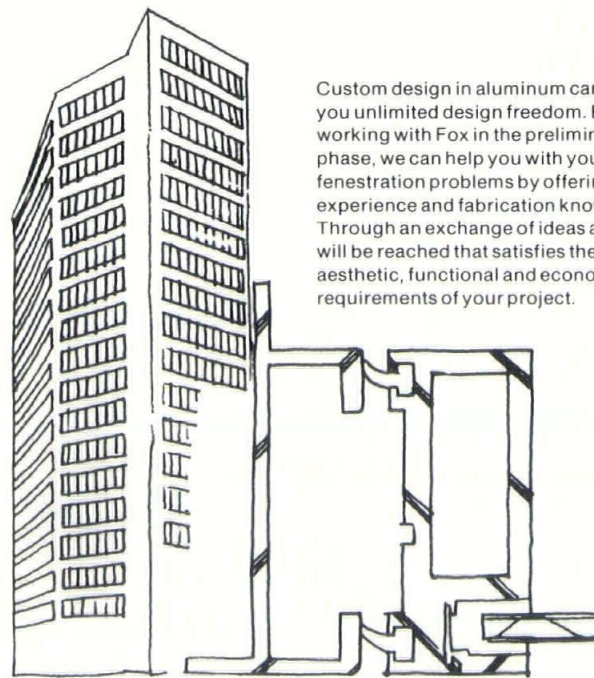 Custom design in aluminum can
you unlimited design freedom.
working with Fox in the prelimin
phase, we can help you with you
fenestration problems by offerin
experience and fabrication know
Through an exchange of ideas a
will be reached that satisfies the
aesthetic, functional and econo
requirements of your project.